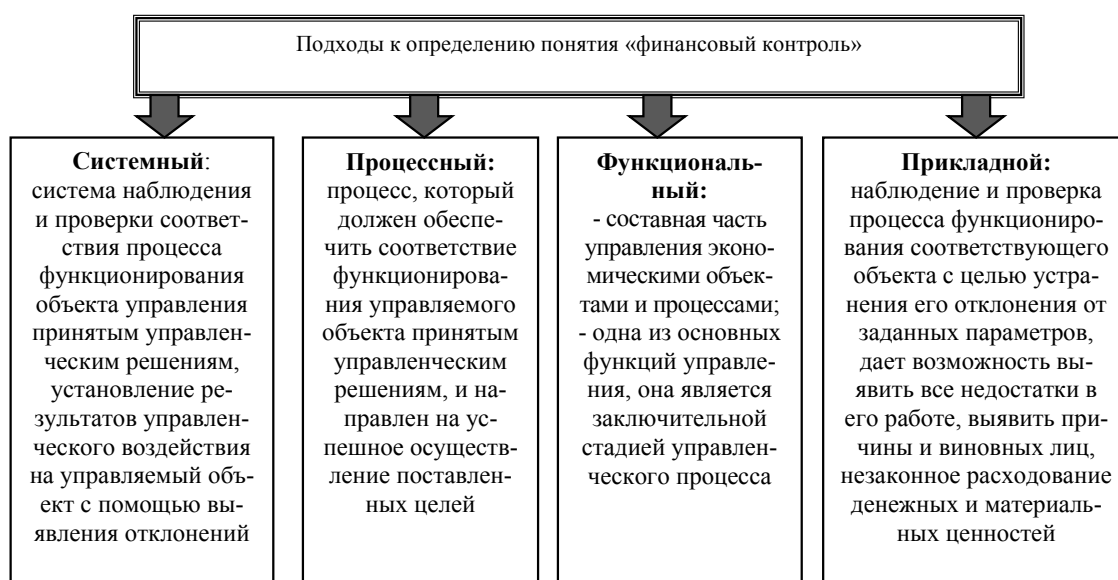 Подходы к определению понятия «финансовый контроль»
Системный:
система наблюдения
и проверки соответ-
ствия процесса
функционирования
объекта управления
принятым управлен-
ческим решениям,
установление ре-
зультатов управлен-
ческого воздействия
на управляемый объ-
ект с помощью вы-
явления отклонений
Процессный:
процесс, который
должен обеспе-
чить соответствие
функционирова-
ния управляемого
объекта принятым
управленческим
решениям, и на-
правлен на ус-
пешное осуществ-
ление поставлен-
ных целей
Функциональ-
ный:
- составная часть
управления эконо-
мическими объек-
тами и процессами;
- одна из основных
функций управле-
ния, она является
заключительной
стадией управлен-
ческого процесса
Прикладной:
наблюдение и проверка
процесса функциониро-
вания соответствующего
объекта с целью устра-
нения его отклонения от
заданных параметров,
дает возможность вы-
явить все недостатки в
его работе, выявить при-
чины и виновных лиц,
незаконное расходование
денежных и материаль-
ных ценностей